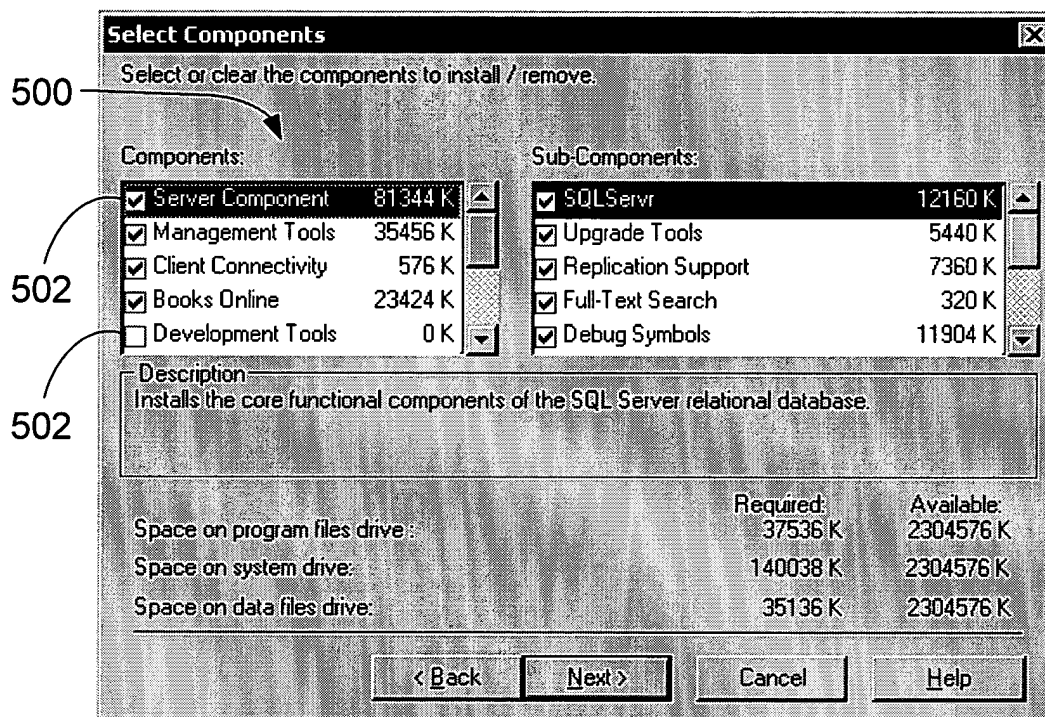 Select Components
Select or clear the components to install / remove.
500
Components:
Sub-Components:
Server Component 81344 K
SQLServr 12160 K
502
Management Tools 35456 K
Upgrade Tools 5440 K
Client Connectivity 576 K
Replication Support 7360 K
Books Online 23424 K
Full-Text Search 320 K
Development Tools 0 K
Debug Symbols 11904 K
502
Description
Installs the core functional components of the SQL Server relational database.
Required: Available:
Space on program files drive : 37536 K 2304576 K
Space on system drive: 140038 K 2304576 K
Space on data files drive: 35136 K 2304576 K
< Back Next > Cancel Help